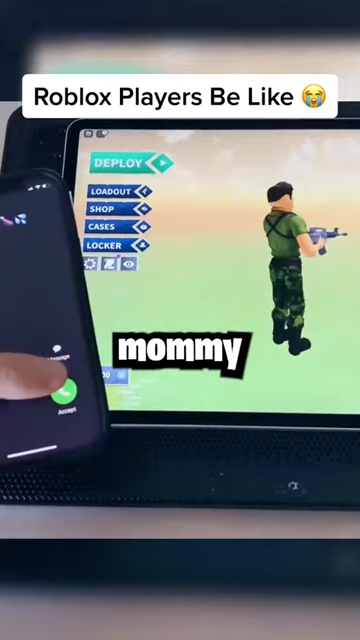 Roblox Players Be Like 😭
DEPLOY
LOADOUT
SHOP
CASES
LOCKER
mommy
Accept